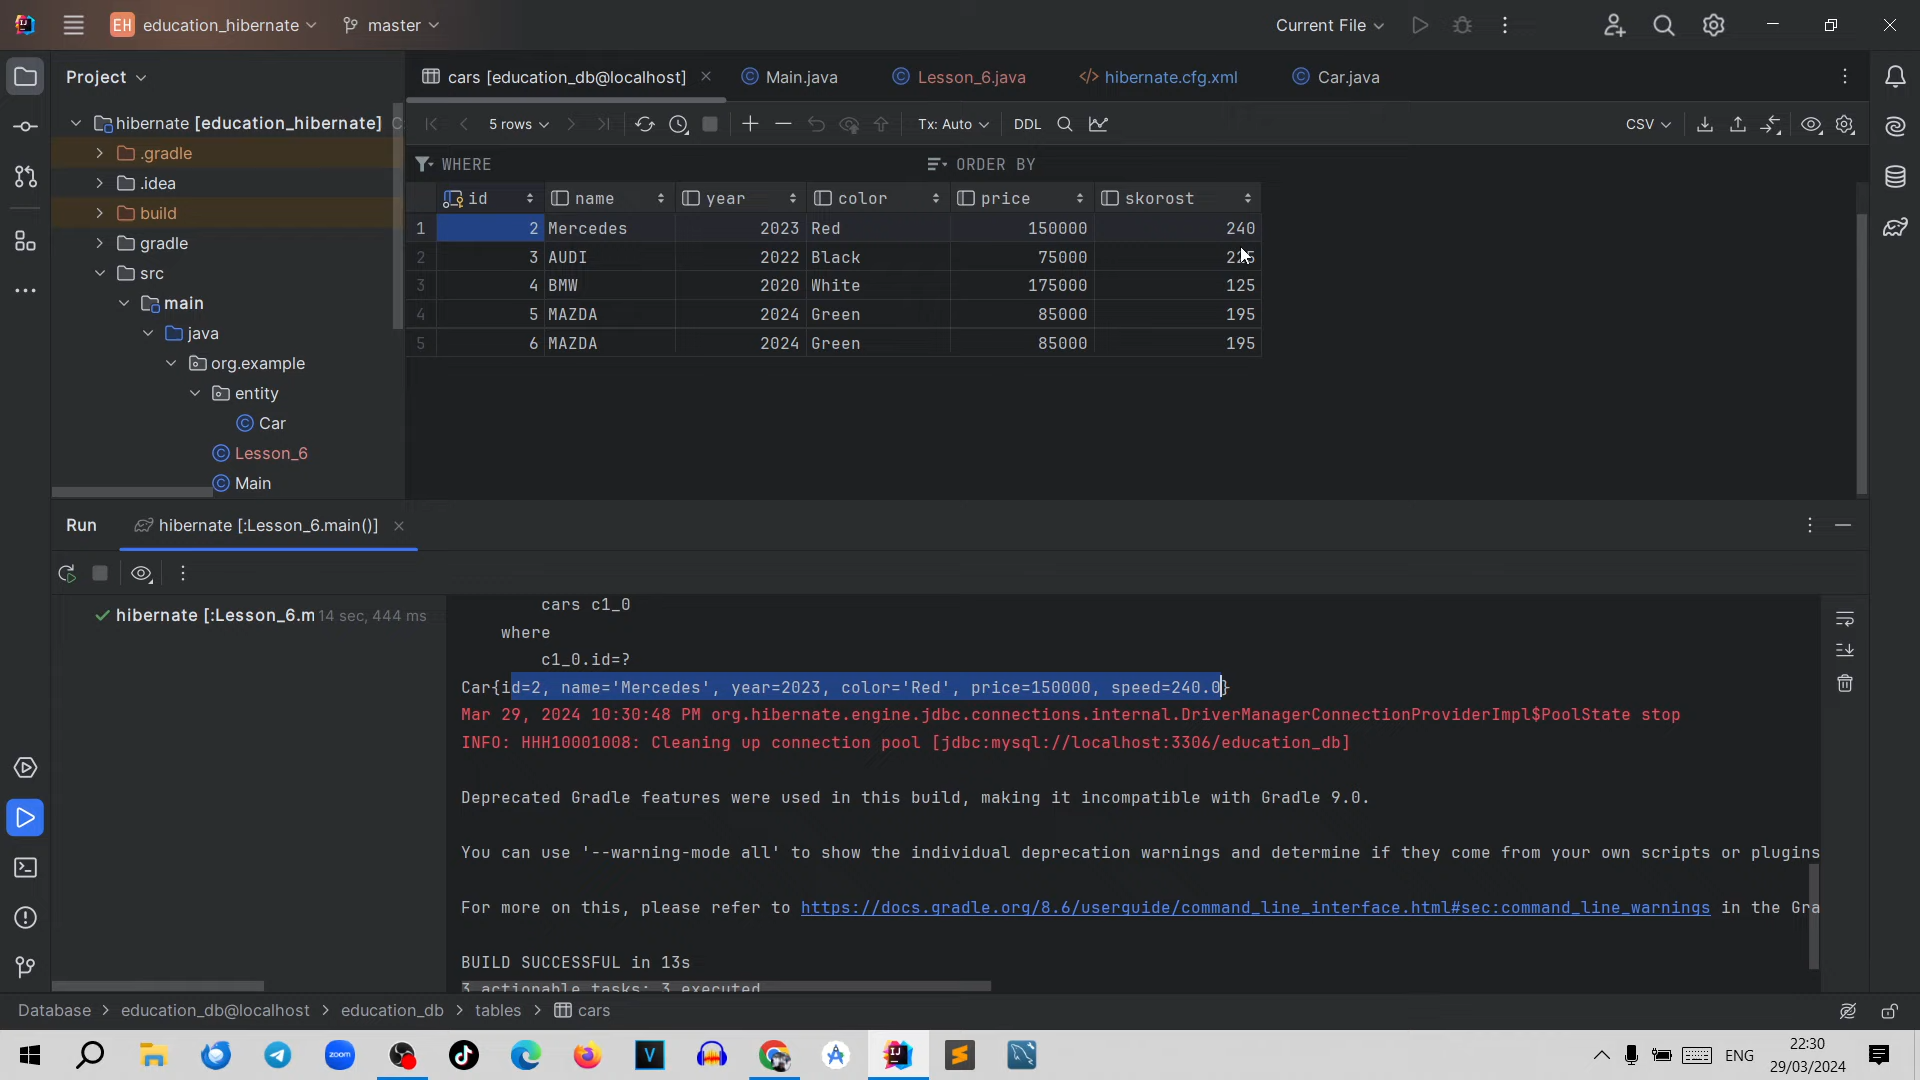 EH education_hibernate master Current File
Project
cars [education_db@localhost] Main.java Lesson_6.java hibernate.cfg.xml Car.java
5 rows Tx: Auto DDL CSV
WHERE ORDER BY
id name year color price skorost
1 2 Mercedes 2023 Red 150000 240
2 3 AUDI 2022 Black 75000 225
3 4 BMW 2020 White 175000 125
4 5 MAZDA 2024 Green 85000 195
5 6 MAZDA 2024 Green 85000 195
hibernate [education_hibernate]
.gradle
.idea
build
gradle
src
main
java
org.example
entity
Car
Lesson_6
Main
Run hibernate [:Lesson_6.main()]
hibernate [:Lesson_6.m 14 sec, 444 ms
cars c1_0
where
c1_0.id=?
Car{id=2, name='Mercedes', year=2023, color='Red', price=150000, speed=240.0}
Mar 29, 2024 10:30:48 PM org.hibernate.engine.jdbc.connections.internal.DriverManagerConnectionProviderImpl$PoolState stop
INFO: HHH10001008: Cleaning up connection pool [jdbc:mysql://localhost:3306/education_db]
Deprecated Gradle features were used in this build, making it incompatible with Gradle 9.0.
You can use '--warning-mode all' to show the individual deprecation warnings and determine if they come from your own scripts or plugins
For more on this, please refer to https://docs.gradle.org/8.6/userguide/command_line_interface.html#sec:command_line_warnings in the Gra
BUILD SUCCESSFUL in 13s
3 actionable tasks: 3 executed
Database > education_db@localhost > education_db > tables > cars
zoom V ENG 22:30
29/03/2024